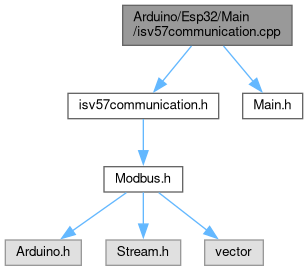 Arduino/Esp32/Main
/isv57communication.cpp
isv57communication.h
Main.h
Modbus.h
Arduino.h
Stream.h
vector